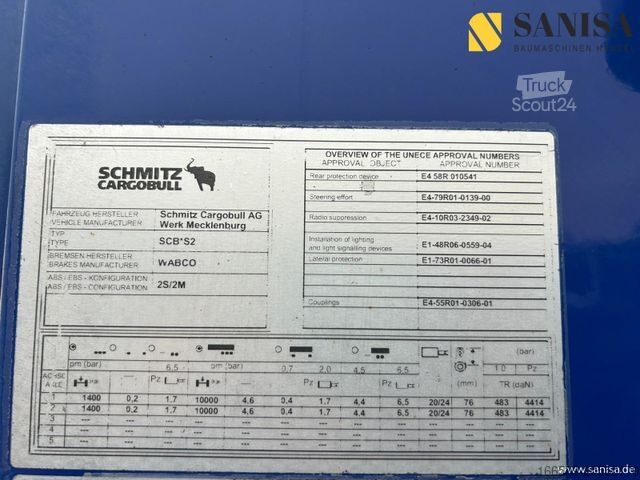 SANISA
BAUMASCHINEN HANDEL
Truck
Scout24
SCHMITZ
CARGOBULL
FAHRZEUG HERSTELLER
VEHICLE MANUFACTURER
Schmitz Cargobull AG
Werk Mecklenburg
TYP
TYPE
SCB*S2
BREMSEN HERSTELLER
BRAKES MANUFACTURER
WABCO
ABS / EBS - KONFIGURATION
ABS / EBS - CONFIGURATION
2S/2M
OVERVIEW OF THE UNECE APPROVAL NUMBERS
APPROVAL OBJECT APPROVAL NUMBER
Rear protection device E4 58R 010541
Steering effort E4-79R01-0139-00
Radio suppression E4-10R03-2349-02
Installation of lighting
and light signalling devices E1-48R06-0559-04
Lateral protection E1-73R01-0066-01
Couplings E4-55R01-0306-01
pm (bar) 6,5 pm (bar) 0,7 2,0 4,5 6,5 (bar)
Pz Pz Pz (mm) 1,0 Pz
TR (daN)
1 1400 0,2 1,7 10000 4,6 0,4 1,7 4,4 6,5 20/24 76 483 4414
2 1400 0,2 1,7 10000 4,6 0,4 1,7 4,4 6,5 20/24 76 483 4414
3 --- --- --- --- --- --- --- --- --- --- --- --- ---
4 --- --- --- --- --- --- --- --- --- --- --- --- ---
5 --- --- --- --- --- --- --- --- --- --- --- --- ---
www.sanisa.de